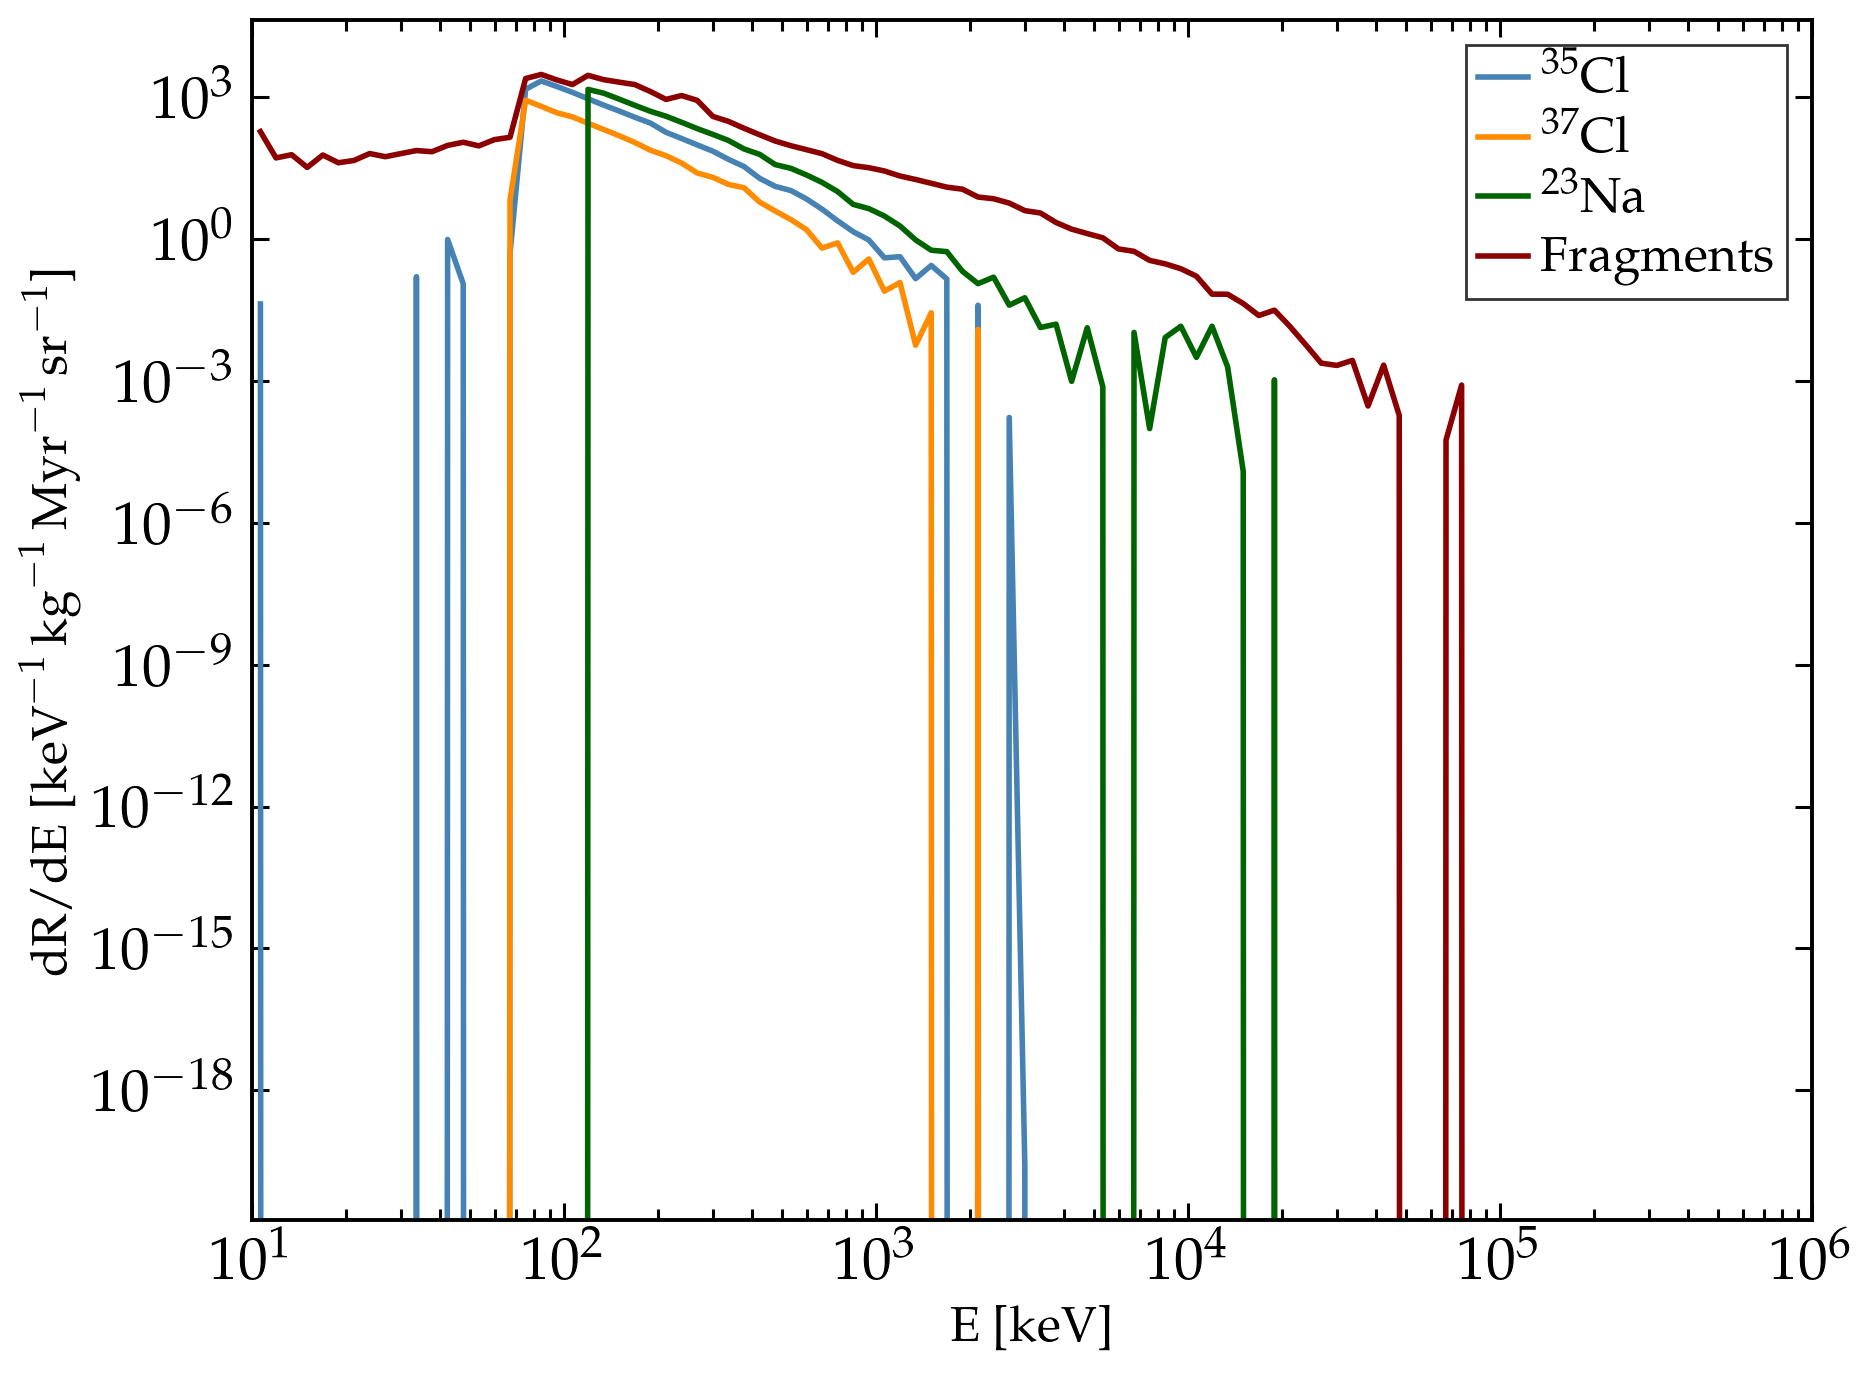 ³⁵Cl
³⁷Cl
²³Na
Fragments
10³
10⁰
10⁻³
10⁻⁶
10⁻⁹
10⁻¹²
10⁻¹⁵
10⁻¹⁸
dR/dE [keV⁻¹ kg⁻¹ Myr⁻¹ sr⁻¹]
10¹ 10² 10³ 10⁴ 10⁵ 10⁶
E [keV]